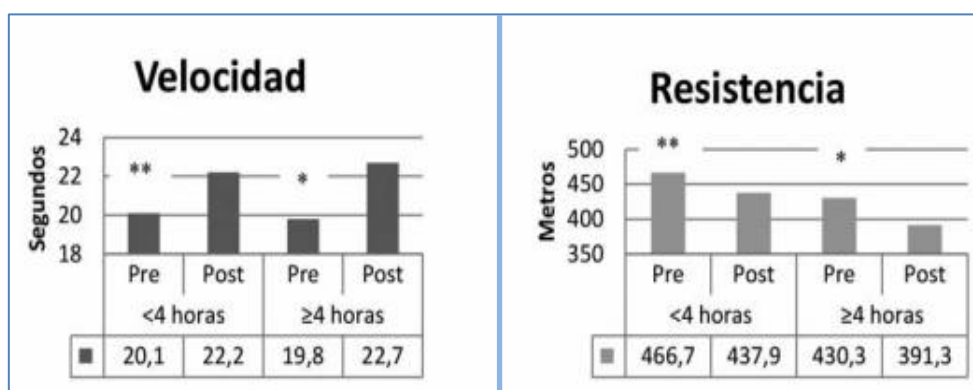 Velocidad
Segundos
24
22
20
18
**
*
Pre Post Pre Post
<4 horas ≥4 horas
20,1 22,2 19,8 22,7
Resistencia
Metros
500
450
400
350
**
*
Pre Post Pre Post
<4 horas ≥4 horas
466,7 437,9 430,3 391,3